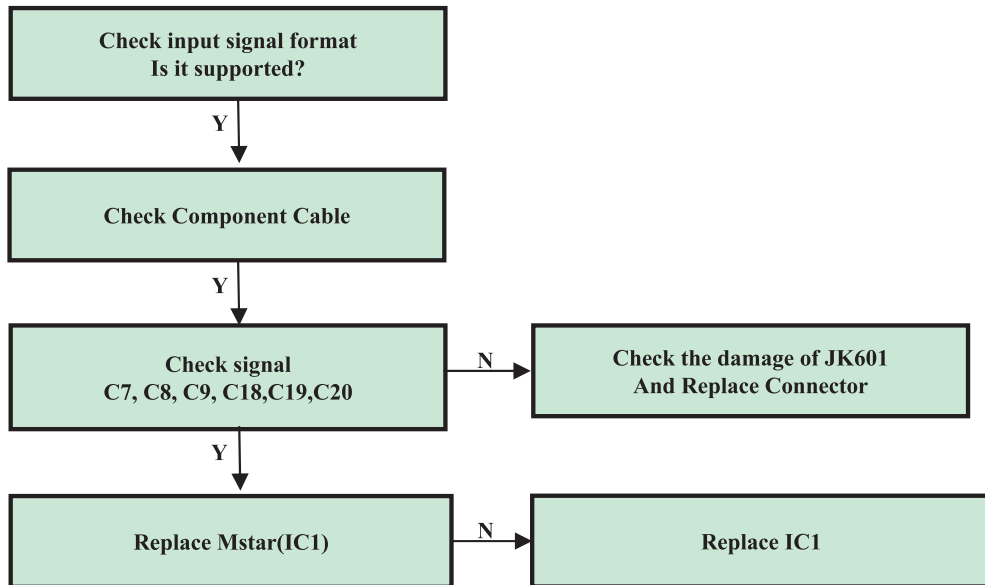 Check input signal format
Is it supported?
Y
Check Component Cable
Y
Check signal
C7, C8, C9, C18,C19,C20
N
Check the damage of JK601
And Replace Connector
Y
Replace Mstar(IC1)
N
Replace IC1